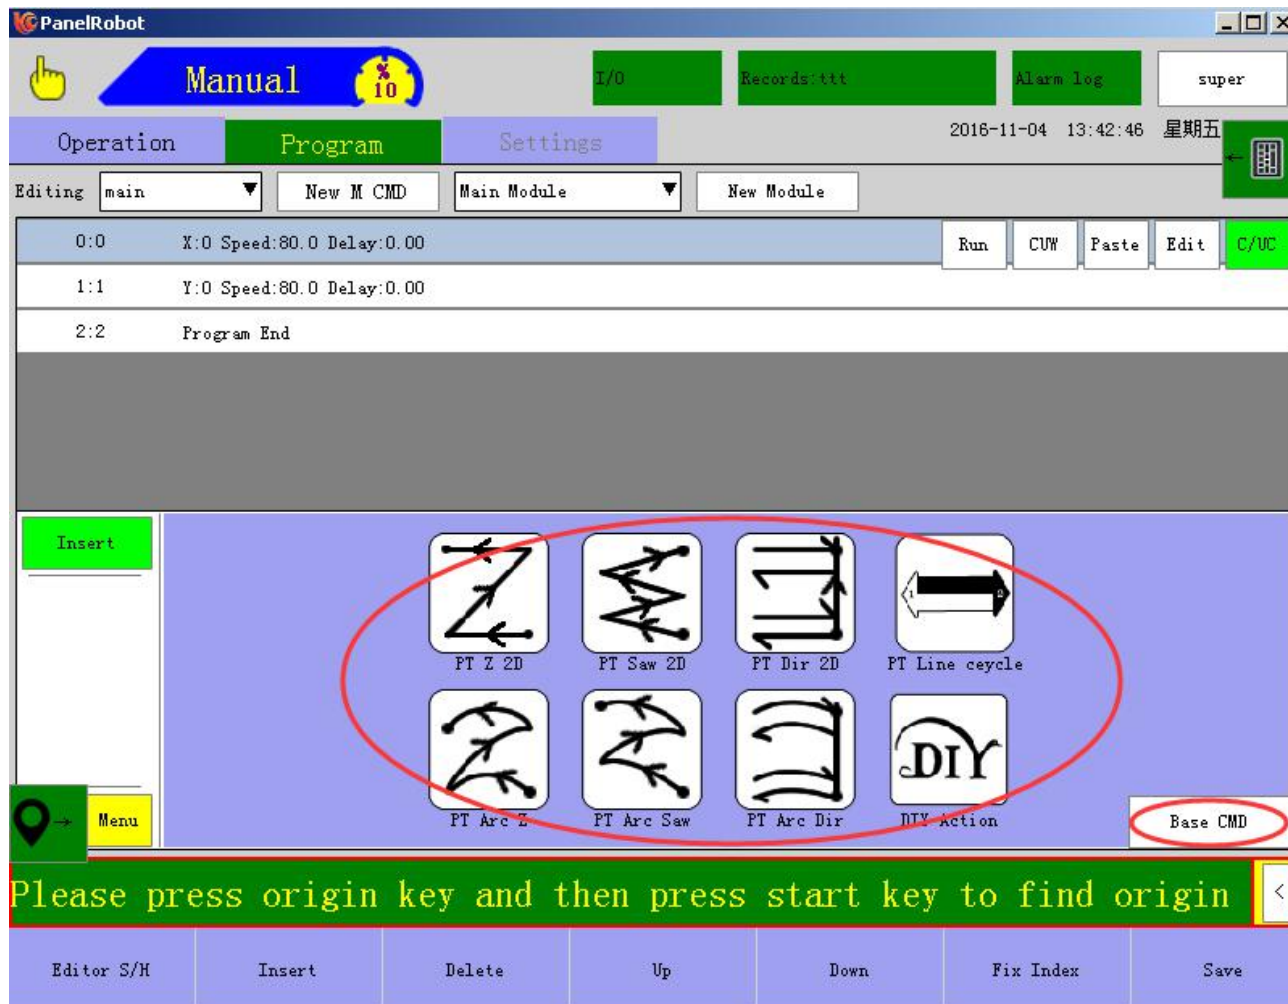 PanelRobot
Manual % 10 I/O Records:ttt Alarm log super
Operation Program Settings 2016-11-04 13:42:46 星期五
Editing main New M CMD Main Module New Module
0:0 X:0 Speed:80.0 Delay:0.00 Run CUW Paste Edit C/UC
1:1 Y:0 Speed:80.0 Delay:0.00
2:2 Program End
Insert
PT Z 2D PT Saw 2D PT Dir 2D PT Line ceycle
DIY
PT Arc Z PT Arc Saw PT Arc Dir DIY Action
Menu Base CMD
Please press origin key and then press start key to find origin <
Editor S/H Insert Delete Up Down Fix Index Save